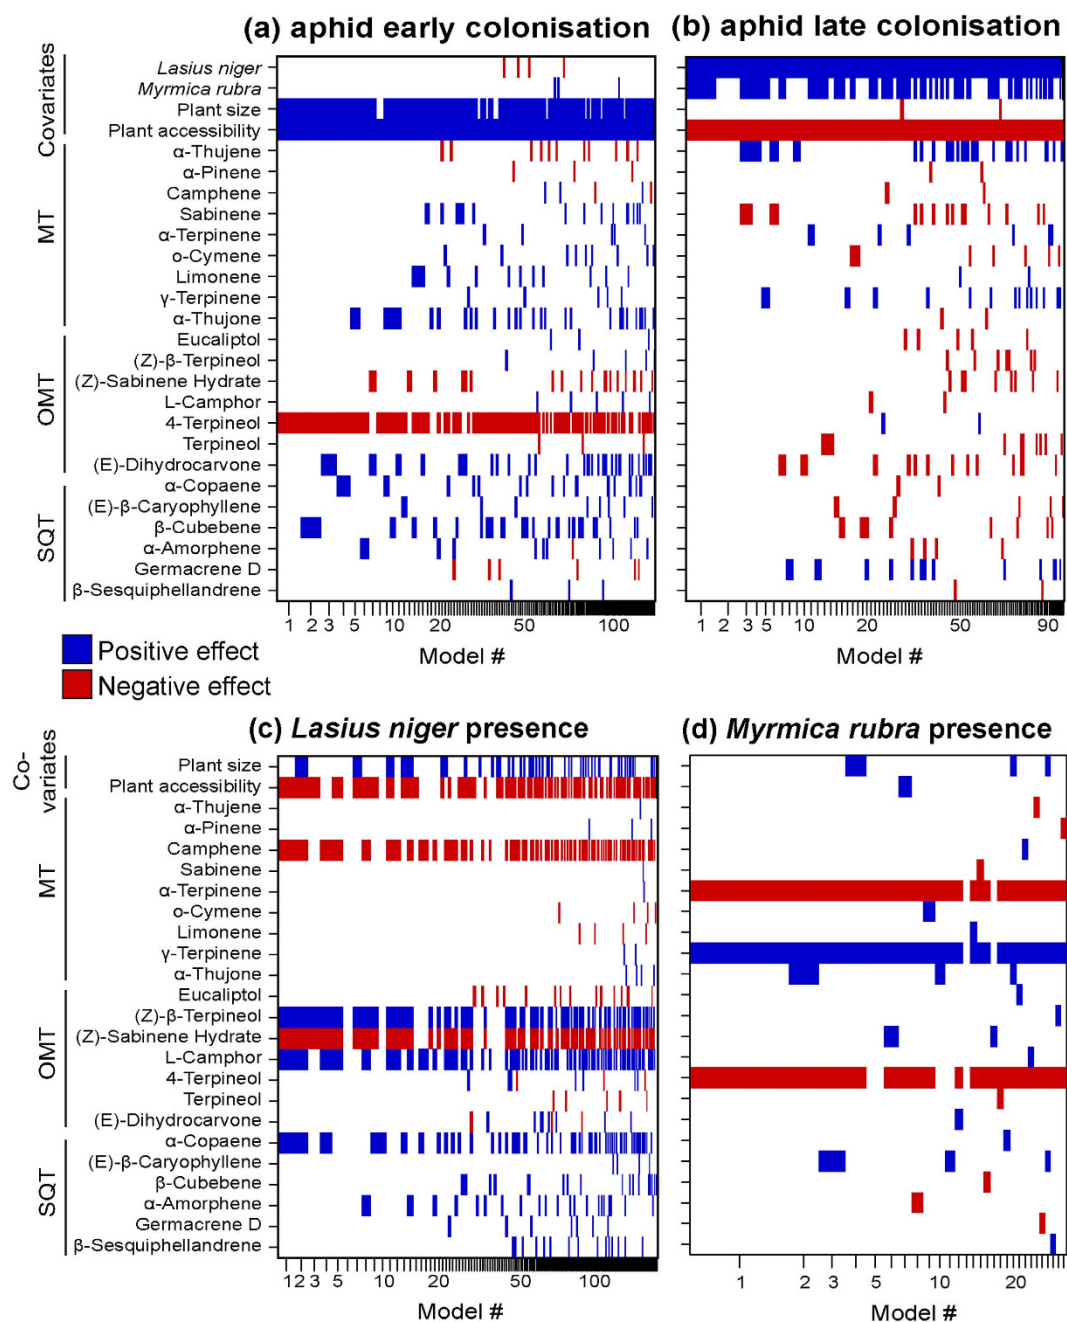 (a) aphid early colonisation
(b) aphid late colonisation
Covariates
Lasius niger
Myrmica rubra
Plant size
Plant accessibility
MT
α-Thujene
α-Pinene
Camphene
Sabinene
α-Terpinene
o-Cymene
Limonene
γ-Terpinene
α-Thujone
OMT
Eucaliptol
(Z)-β-Terpineol
(Z)-Sabinene Hydrate
L-Camphor
4-Terpineol
Terpineol
(E)-Dihydrocarvone
SQT
α-Copaene
(E)-β-Caryophyllene
β-Cubebene
α-Amorphene
Germacrene D
β-Sesquiphellandrene
1 2 3 5 10 20 50 100
1 2 3 5 10 50 90
Model #
Model #
Positive effect
Negative effect
(c) Lasius niger presence
(d) Myrmica rubra presence
Co-
variates
Plant size
Plant accessibility
MT
α-Thujene
α-Pinene
Camphene
Sabinene
α-Terpinene
o-Cymene
Limonene
γ-Terpinene
α-Thujone
OMT
Eucaliptol
(Z)-β-Terpineol
(Z)-Sabinene Hydrate
L-Camphor
4-Terpineol
Terpineol
(E)-Dihydrocarvone
SQT
α-Copaene
(E)-β-Caryophyllene
β-Cubebene
α-Amorphene
Germacrene D
β-Sesquiphellandrene
12 3 5 10 20 50 100
1 2 3 5 10 20
Model #
Model #